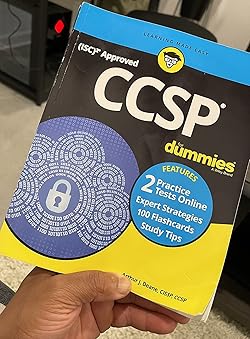 LEARNING MADE EASY
(ISC)² Approved
CCSP®
for
dummies
A Wiley Brand
FEATURES
2 Practice
Tests Online
Expert Strategies
100 Flashcards
Study Tips
Arthur J. Deane, CISSP, CCSP